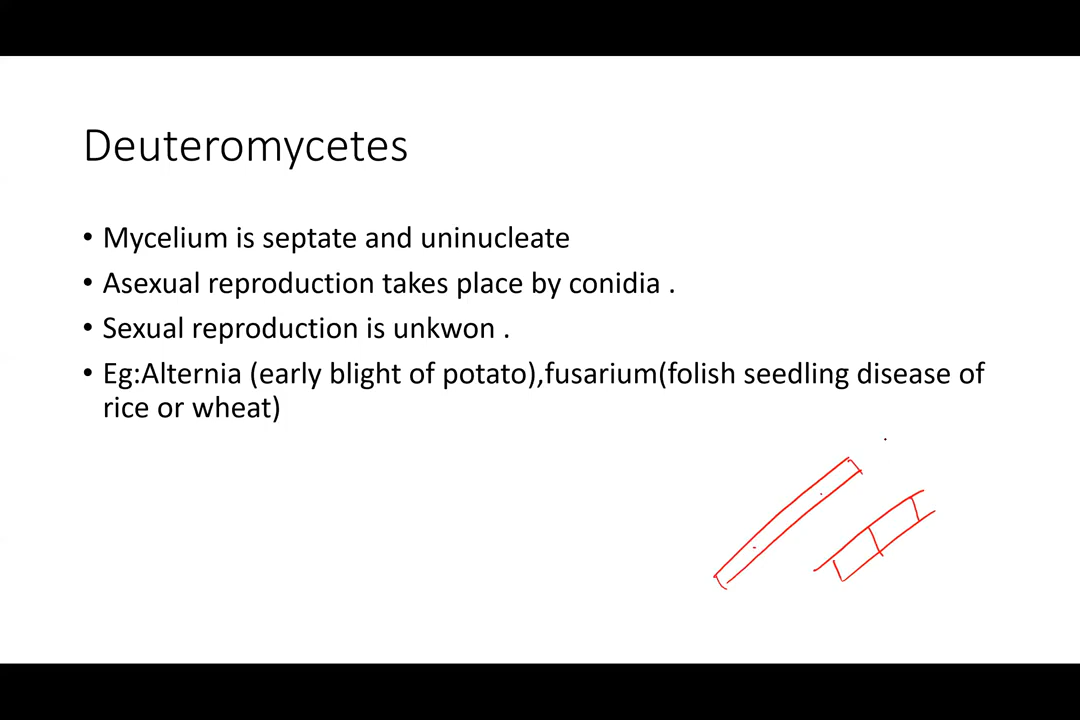 Deuteromycetes
• Mycelium is septate and uninucleate
• Asexual reproduction takes place by conidia .
• Sexual reproduction is unkwon .
• Eg:Alternia (early blight of potato),fusarium(folish seedling disease of
rice or wheat)